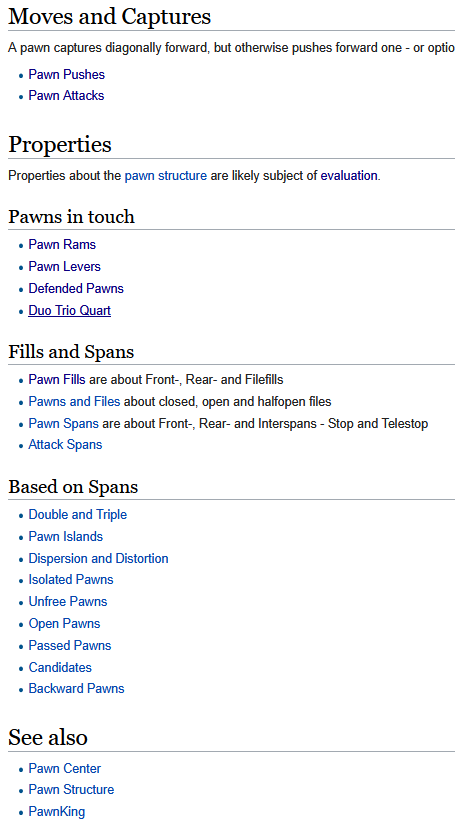 Moves and Captures
A pawn captures diagonally forward, but otherwise pushes forward one - or optio
Pawn Pushes
Pawn Attacks
Properties
Properties about the pawn structure are likely subject of evaluation.
Pawns in touch
Pawn Rams
Pawn Levers
Defended Pawns
Duo Trio Quart
Fills and Spans
Pawn Fills are about Front-, Rear- and Filefills
Pawns and Files about closed, open and halfopen files
Pawn Spans are about Front-, Rear- and Interspans - Stop and Telestop
Attack Spans
Based on Spans
Double and Triple
Pawn Islands
Dispersion and Distortion
Isolated Pawns
Unfree Pawns
Open Pawns
Passed Pawns
Candidates
Backward Pawns
See also
Pawn Center
Pawn Structure
PawnKing